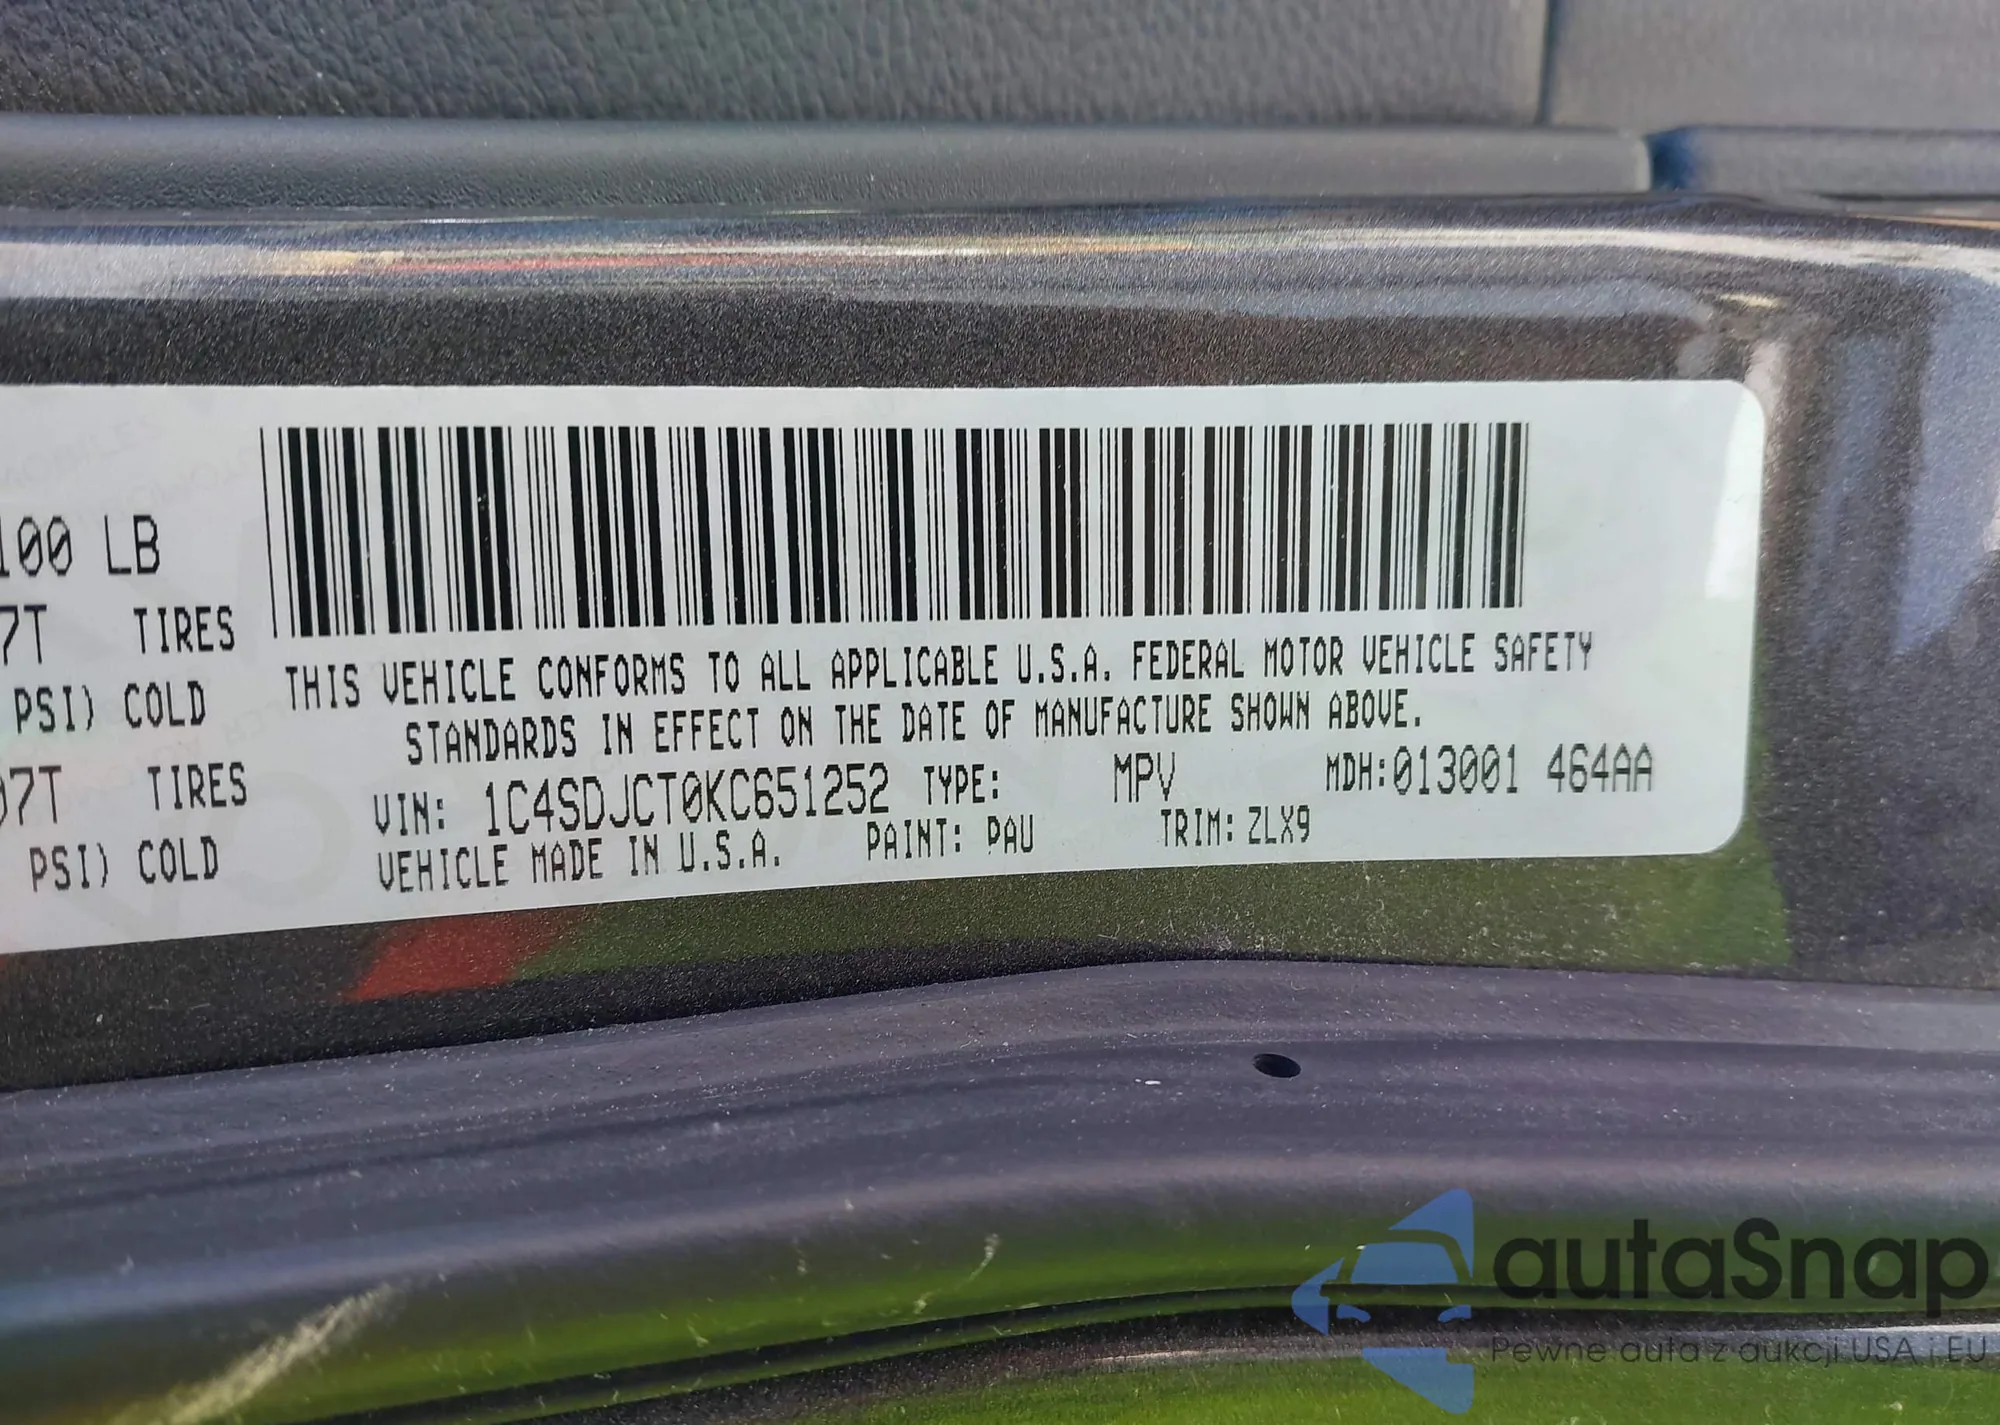 100 LB
7T TIRES
PSI) COLD
07T TIRES
PSI) COLD
THIS VEHICLE CONFORMS TO ALL APPLICABLE U.S.A. FEDERAL MOTOR VEHICLE SAFETY
STANDARDS IN EFFECT ON THE DATE OF MANUFACTURE SHOWN ABOVE.
VIN: 1C4SDJCT0KC651252 TYPE: MPV MDH:013001 464AA
VEHICLE MADE IN U.S.A. PAINT: PAU TRIM:ZLX9
autaSnap
Pewne auta z aukcji USA i EU